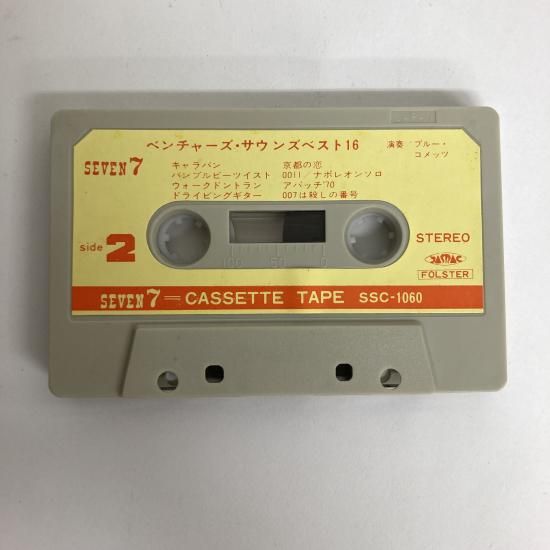 JAPAN
ベンチャーズ・サウンズベスト16
演奏/ブルー・
コメッツ
SEVEN 7
キャラバン 京都の恋
バンブルビーツイスト 0011/ナポレオンソロ
ウォークドントラン アパッチ'70
ドライビングギター 007は殺しの番号
side 2
STEREO
100 50 0
JASRAC
FOLSTER
SEVEN 7 = CASSETTE TAPE SSC-1060